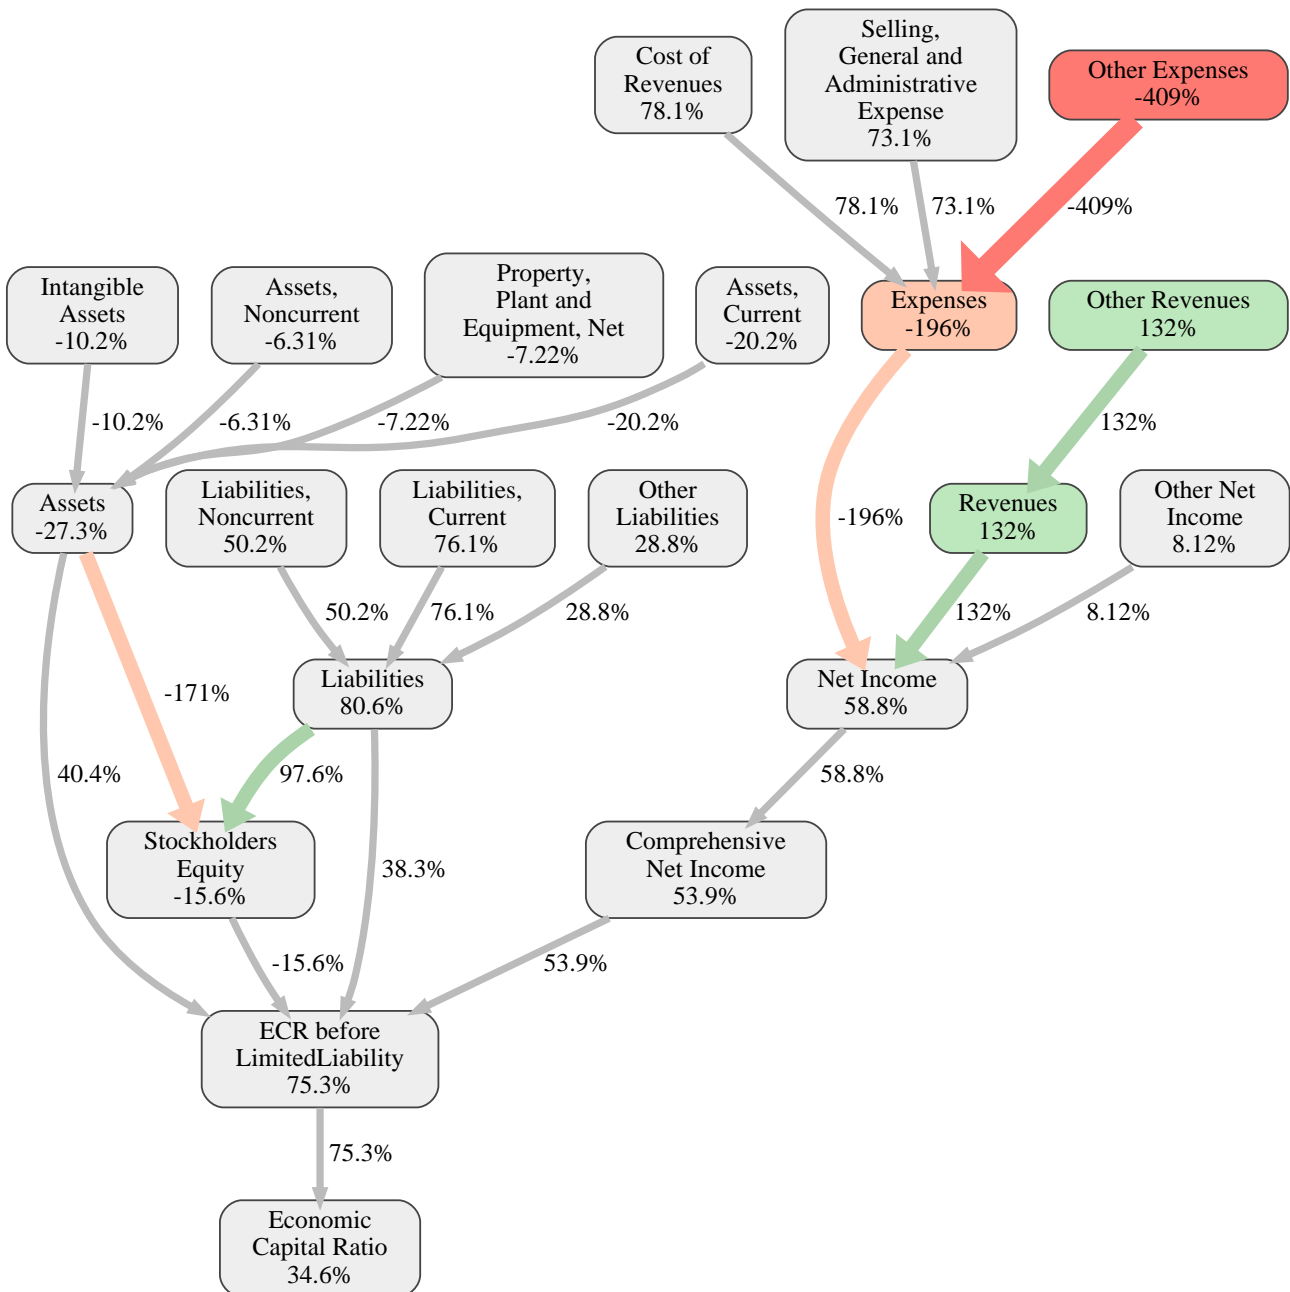 Cost of
Revenues
78.1%
Selling,
General and
Administrative
Expense
73.1%
Other Expenses
-409%
78.1%
73.1%
-409%
Intangible
Assets
-10.2%
Assets,
Noncurrent
-6.31%
Property,
Plant and
Equipment, Net
-7.22%
Assets,
Current
-20.2%
Expenses
-196%
Other Revenues
132%
-10.2%
-6.31%
-7.22%
-20.2%
132%
Assets
-27.3%
Liabilities,
Noncurrent
50.2%
Liabilities,
Current
76.1%
Other
Liabilities
28.8%
-196%
Revenues
132%
Other Net
Income
8.12%
50.2%
76.1%
28.8%
132%
8.12%
-171%
Liabilities
80.6%
Net Income
58.8%
40.4%
97.6%
58.8%
Stockholders
Equity
-15.6%
38.3%
Comprehensive
Net Income
53.9%
-15.6%
53.9%
ECR before
LimitedLiability
75.3%
75.3%
Economic
Capital Ratio
34.6%